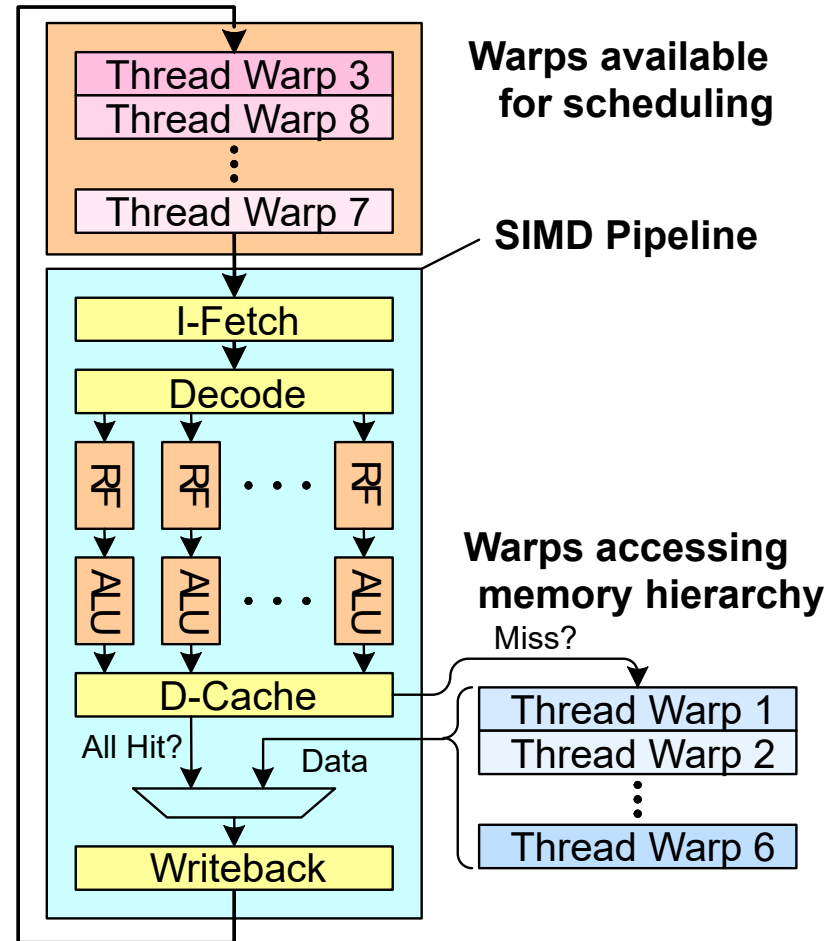 Thread Warp 3
Thread Warp 8
Thread Warp 7
Warps available
for scheduling
SIMD Pipeline
I-Fetch
Decode
RF
RF
RF
ALU
ALU
ALU
D-Cache
All Hit?
Data
Writeback
Warps accessing
memory hierarchy
Miss?
Thread Warp 1
Thread Warp 2
Thread Warp 6